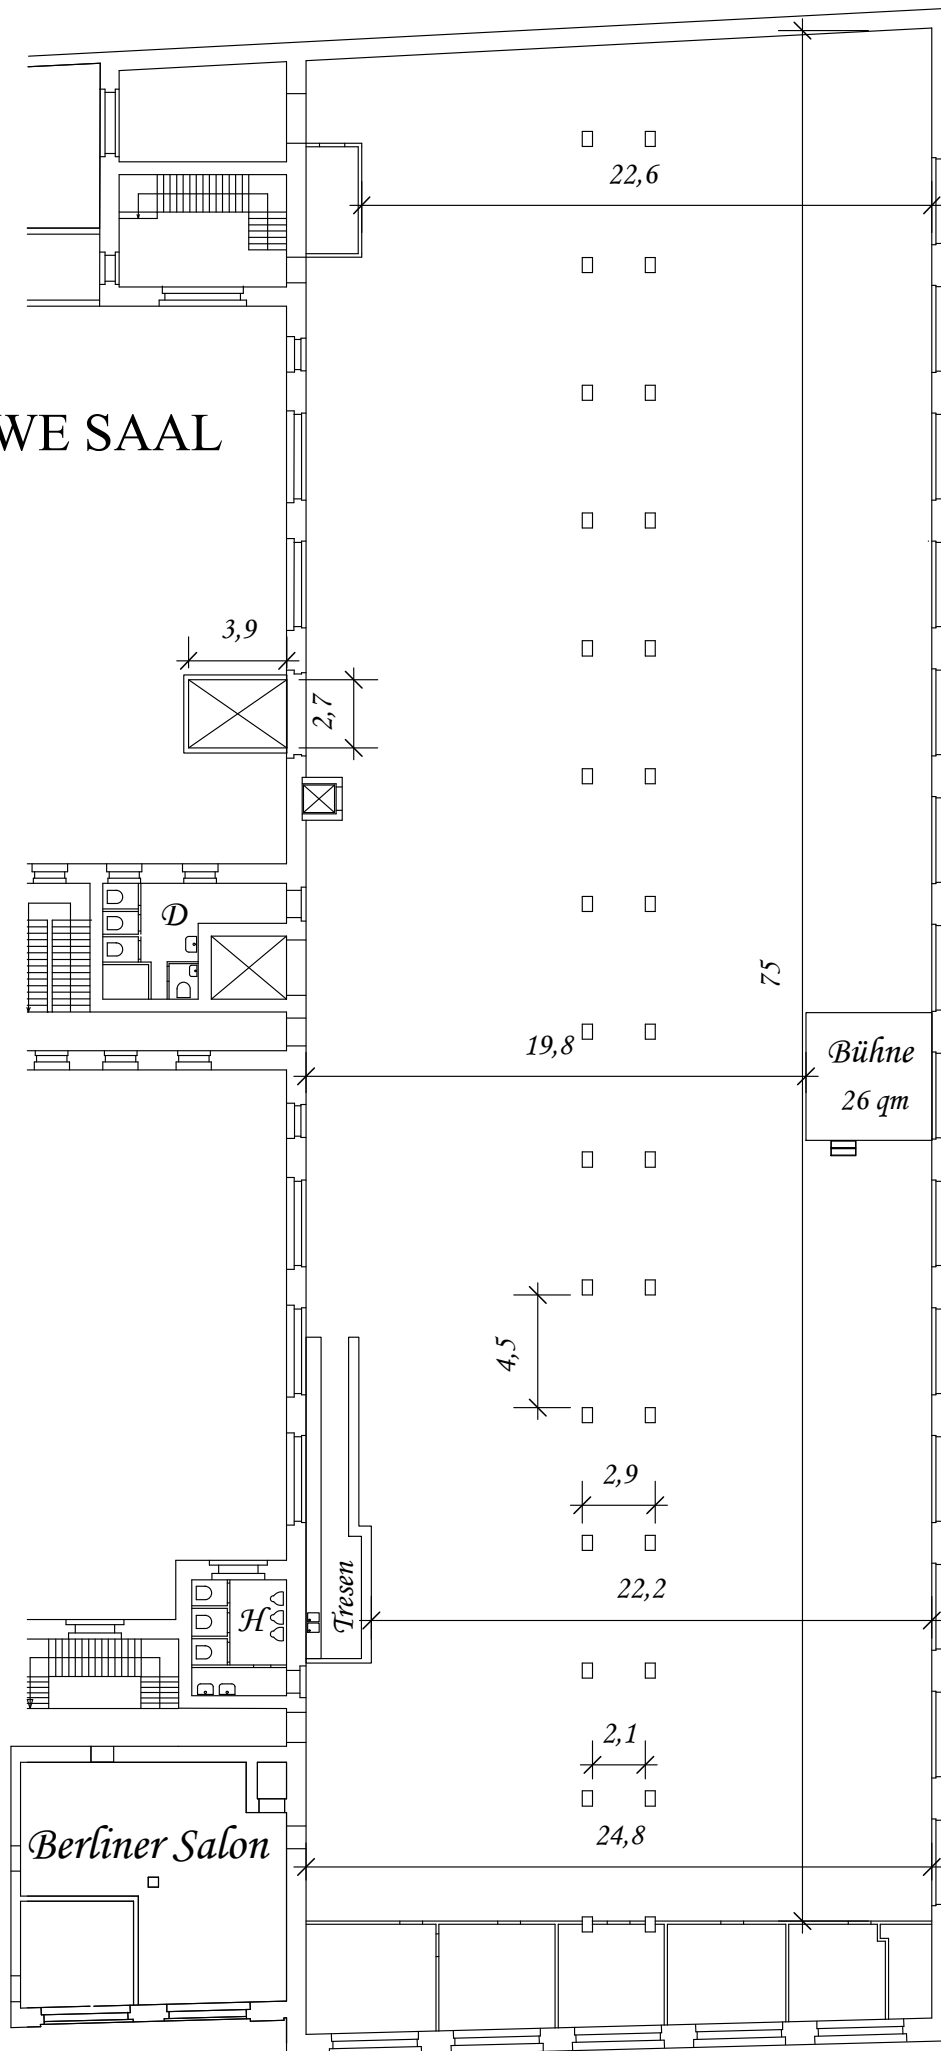 22,6
WE SAAL
3,9
2,7
D
75
19,8
Bühne
26 qm
4,5
2,9
Tresen
22,2
H
2,1
Berliner Salon
24,8